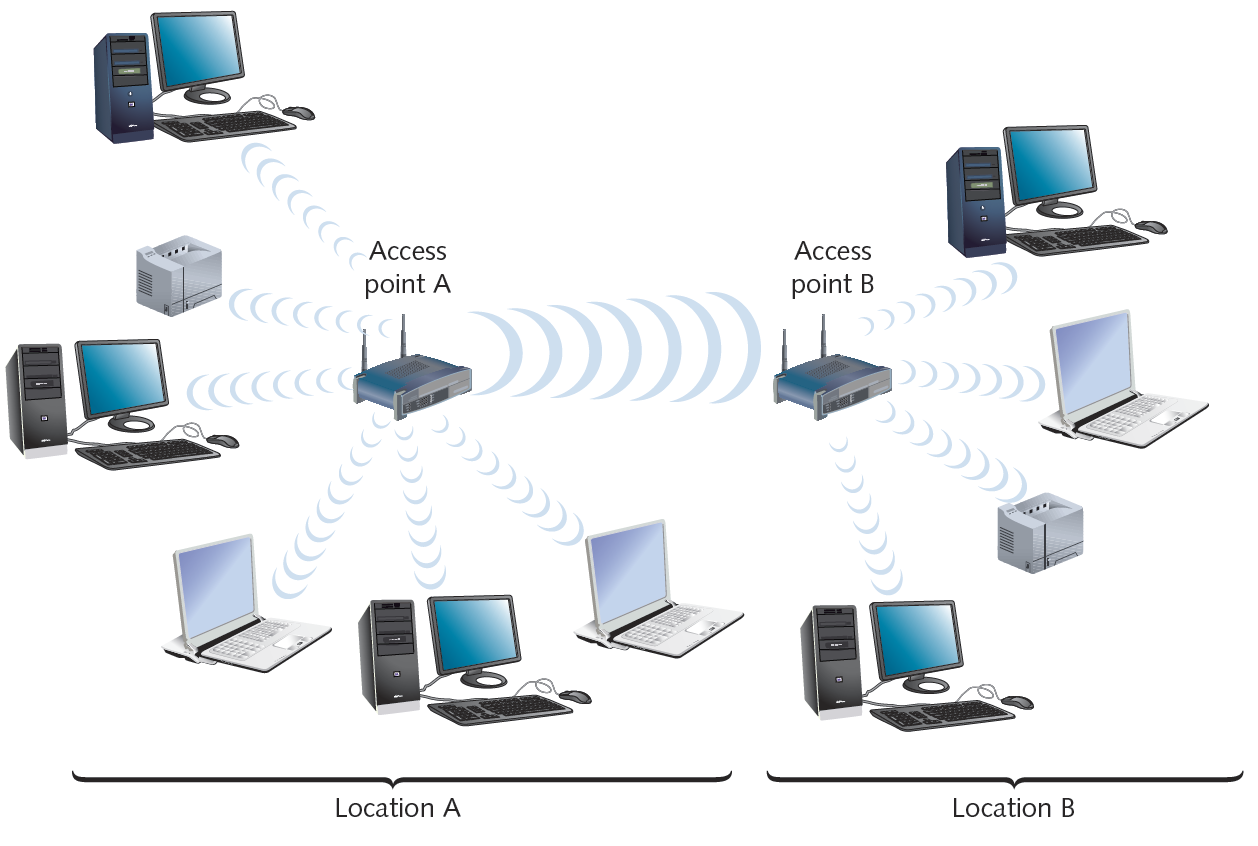 Access
point A
Access
point B
Location A
Location B